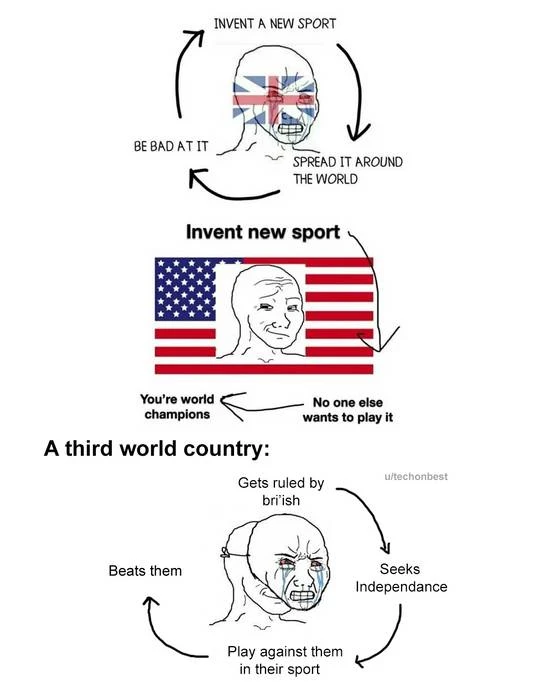 INVENT A NEW SPORT
BE BAD AT IT
SPREAD IT AROUND
THE WORLD
Invent new sport
You're world
champions
No one else
wants to play it
A third world country:
u/techonbest
Gets ruled by
bri'ish
Beats them
Seeks
Independance
Play against them
in their sport